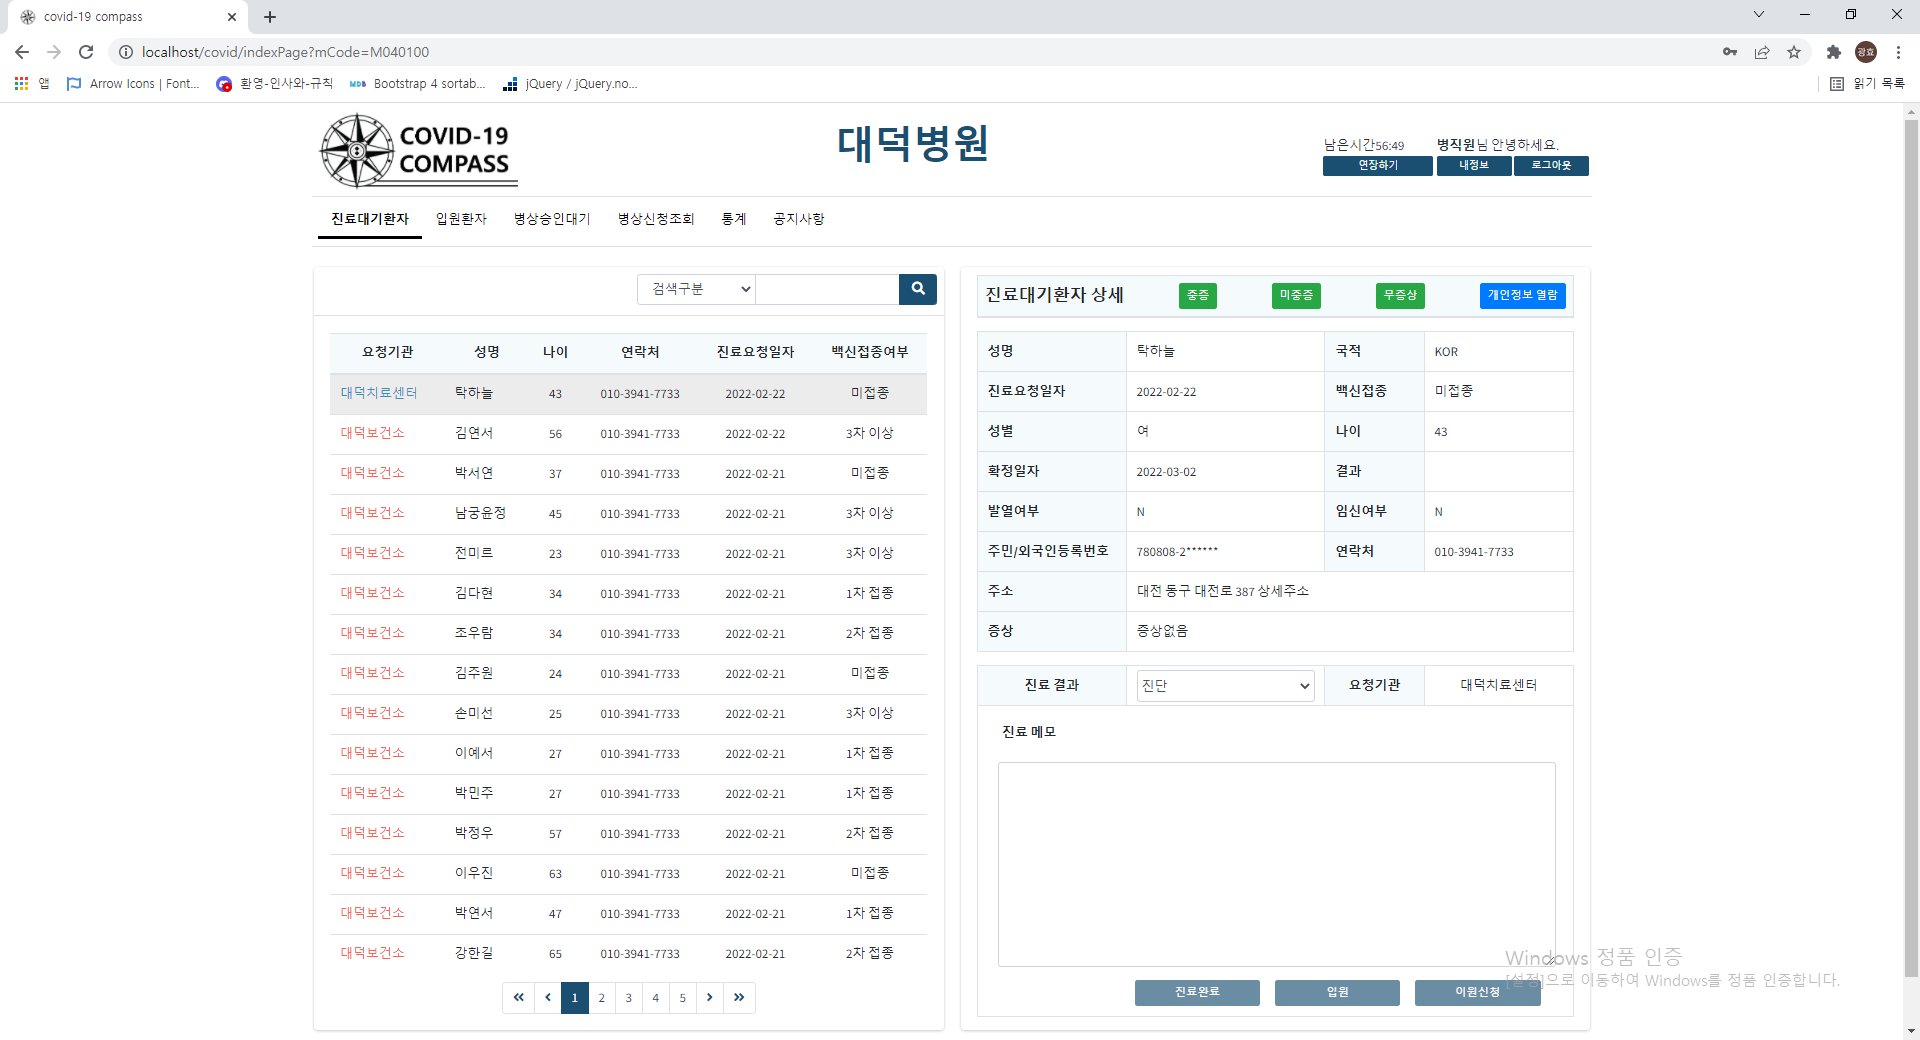 covid-19 compass
localhost/covid/indexPage?mCode=M040100
광효
앱 Arrow Icons | Font... 환영-인사와-규칙 MDB Bootstrap 4 sortab... jQuery / jQuery.no... 읽기 목록
COVID-19
COMPASS
대덕병원
남은시간56:49 병직원님 안녕하세요.
연장하기 내정보 로그아웃
진료대기환자 입원환자 병상승인대기 병상신청조회 통계 공지사항
검색구분
요청기관 성명 나이 연락처 진료요청일자 백신접종여부
대덕치료센터 탁하늘 43 010-3941-7733 2022-02-22 미접종
대덕보건소 김연서 56 010-3941-7733 2022-02-22 3차 이상
대덕보건소 박서연 37 010-3941-7733 2022-02-21 미접종
대덕보건소 남궁윤정 45 010-3941-7733 2022-02-21 3차 이상
대덕보건소 전미르 23 010-3941-7733 2022-02-21 3차 이상
대덕보건소 김다현 34 010-3941-7733 2022-02-21 1차 접종
대덕보건소 조우람 34 010-3941-7733 2022-02-21 2차 접종
대덕보건소 김주원 24 010-3941-7733 2022-02-21 미접종
대덕보건소 손미선 25 010-3941-7733 2022-02-21 3차 이상
대덕보건소 이예서 27 010-3941-7733 2022-02-21 1차 접종
대덕보건소 박민주 27 010-3941-7733 2022-02-21 1차 접종
대덕보건소 박정우 57 010-3941-7733 2022-02-21 2차 접종
대덕보건소 이우진 63 010-3941-7733 2022-02-21 미접종
대덕보건소 박연서 47 010-3941-7733 2022-02-21 1차 접종
대덕보건소 강한길 65 010-3941-7733 2022-02-21 2차 접종
« ‹ 1 2 3 4 5 › »
진료대기환자 상세 중증 미중증 무증상 개인정보 열람
성명 탁하늘 국적 KOR
진료요청일자 2022-02-22 백신접종 미접종
성별 여 나이 43
확정일자 2022-03-02 결과
발열여부 N 임신여부 N
주민/외국인등록번호 780808-2****** 연락처 010-3941-7733
주소 대전 동구 대전로 387 상세주소
증상 증상없음
진료 결과 진단 요청기관 대덕치료센터
진료 메모
진료완료 입원 이원신청
Windows 정품 인증
[설정]으로 이동하여 Windows를 정품 인증합니다.